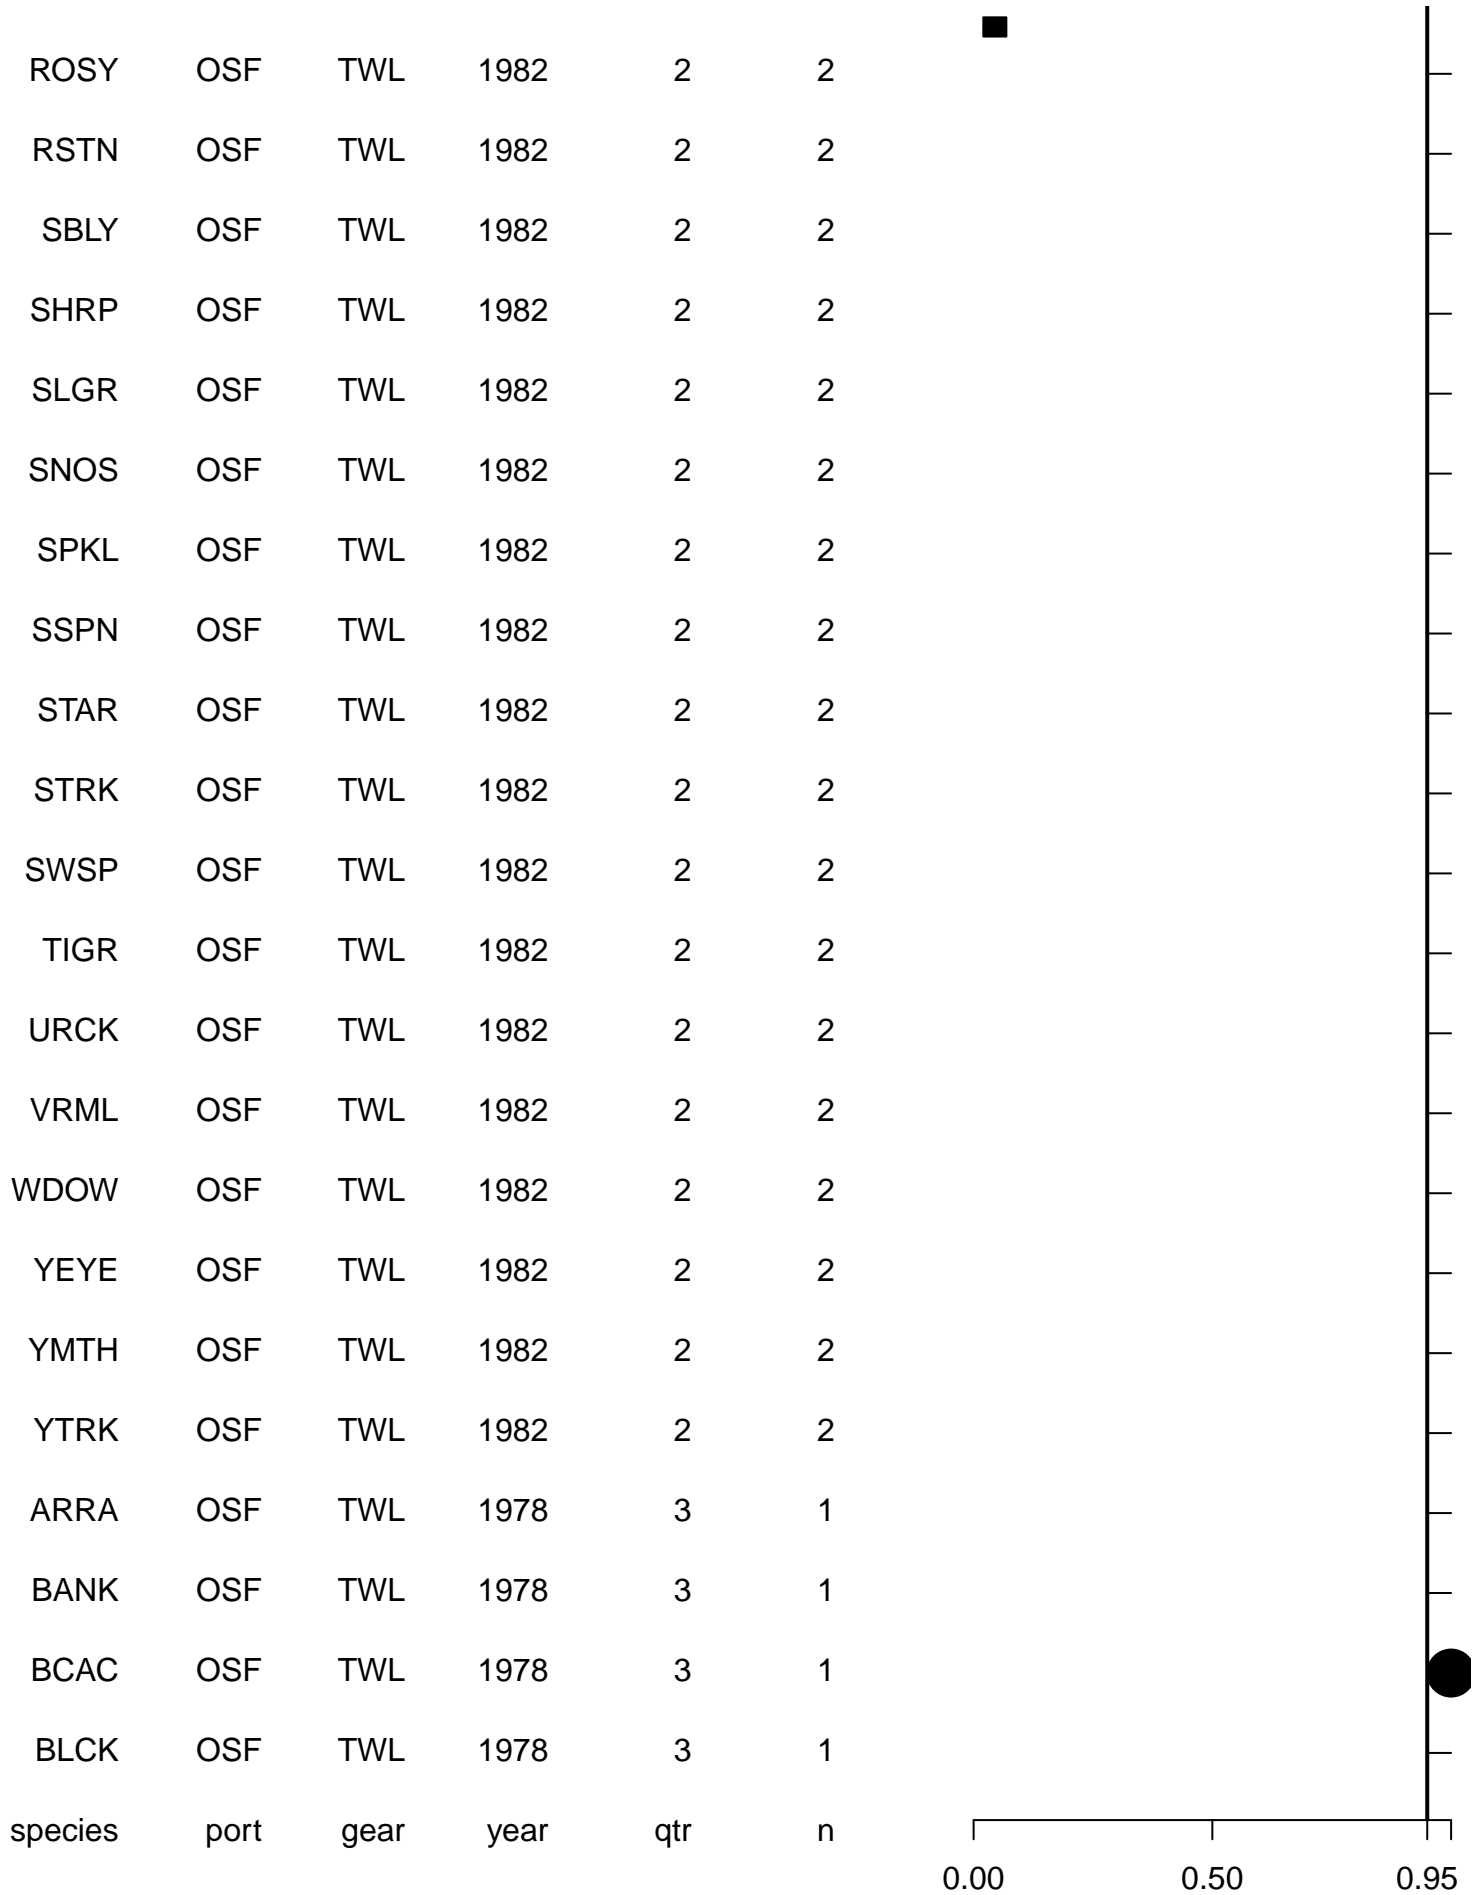 ROSY OSF TWL 1982 2 2
RSTN OSF TWL 1982 2 2
SBLY OSF TWL 1982 2 2
SHRP OSF TWL 1982 2 2
SLGR OSF TWL 1982 2 2
SNOS OSF TWL 1982 2 2
SPKL OSF TWL 1982 2 2
SSPN OSF TWL 1982 2 2
STAR OSF TWL 1982 2 2
STRK OSF TWL 1982 2 2
SWSP OSF TWL 1982 2 2
TIGR OSF TWL 1982 2 2
URCK OSF TWL 1982 2 2
VRML OSF TWL 1982 2 2
WDOW OSF TWL 1982 2 2
YEYE OSF TWL 1982 2 2
YMTH OSF TWL 1982 2 2
YTRK OSF TWL 1982 2 2
ARRA OSF TWL 1978 3 1
BANK OSF TWL 1978 3 1
BCAC OSF TWL 1978 3 1
BLCK OSF TWL 1978 3 1
species port gear year qtr n
0.00 0.50 0.95